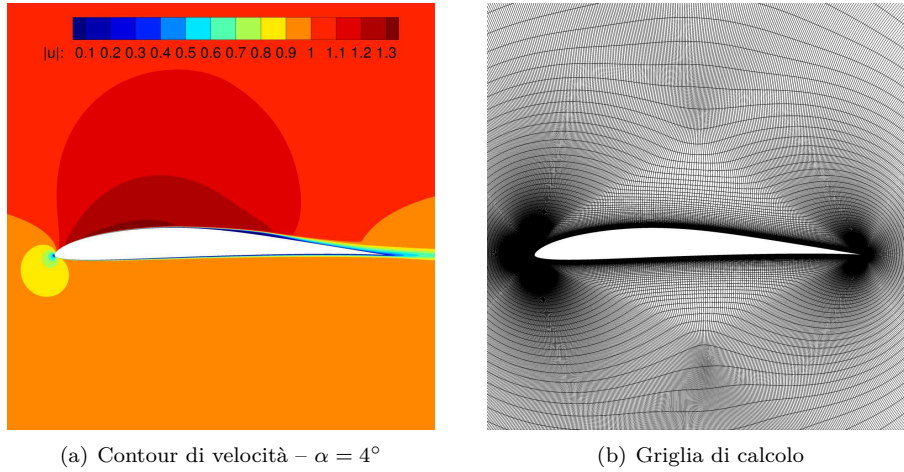 |u|: 0.1 0.2 0.3 0.4 0.5 0.6 0.7 0.8 0.9 1 1.1 1.2 1.3
(a) Contour di velocità – α = 4°
(b) Griglia di calcolo